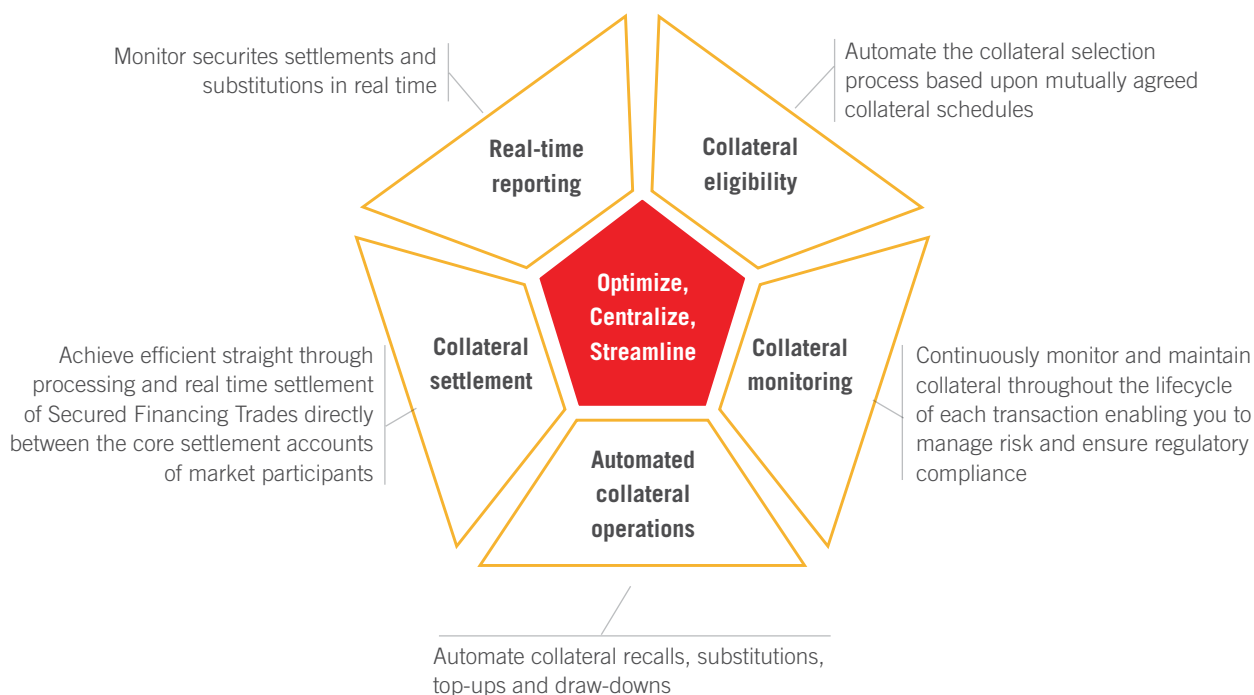 Monitor securites settlements and
substitutions in real time
Automate the collateral selection
process based upon mutually agreed
collateral schedules
Real-time
reporting
Collateral
eligibility
Optimize,
Centralize,
Streamline
Collateral
settlement
Collateral
monitoring
Achieve efficient straight through
processing and real time settlement
of Secured Financing Trades directly
between the core settlement accounts
of market participants
Continuously monitor and maintain
collateral throughout the lifecycle
of each transaction enabling you to
manage risk and ensure regulatory
compliance
Automated
collateral
operations
Automate collateral recalls, substitutions,
top-ups and draw-downs